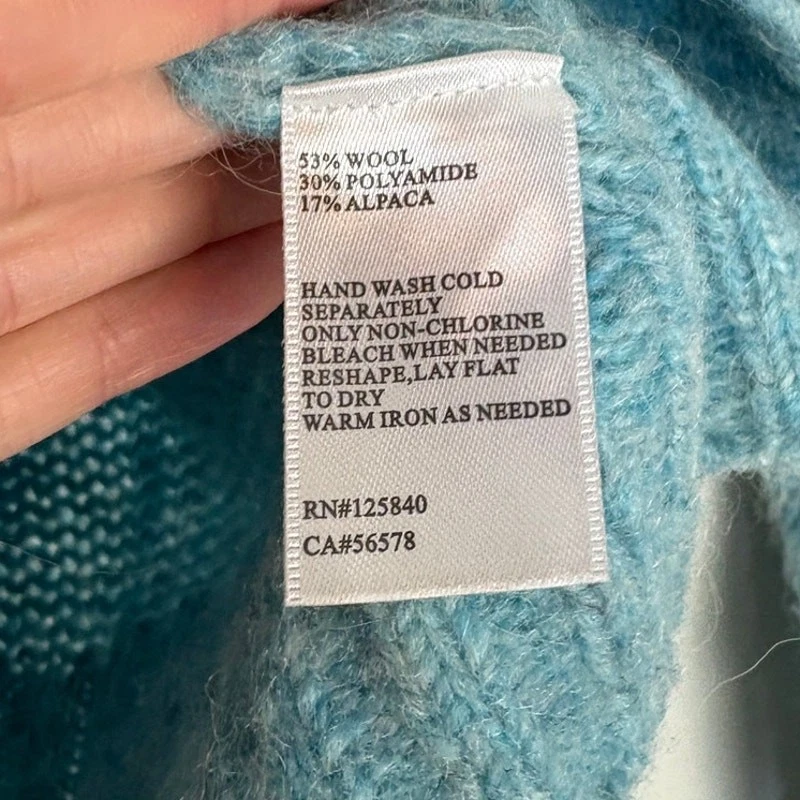 53% WOOL
30% POLYAMIDE
17% ALPACA
HAND WASH COLD
SEPARATELY
ONLY NON-CHLORINE
BLEACH WHEN NEEDED
RESHAPE,LAY FLAT
TO DRY
WARM IRON AS NEEDED
RN#125840
CA#56578